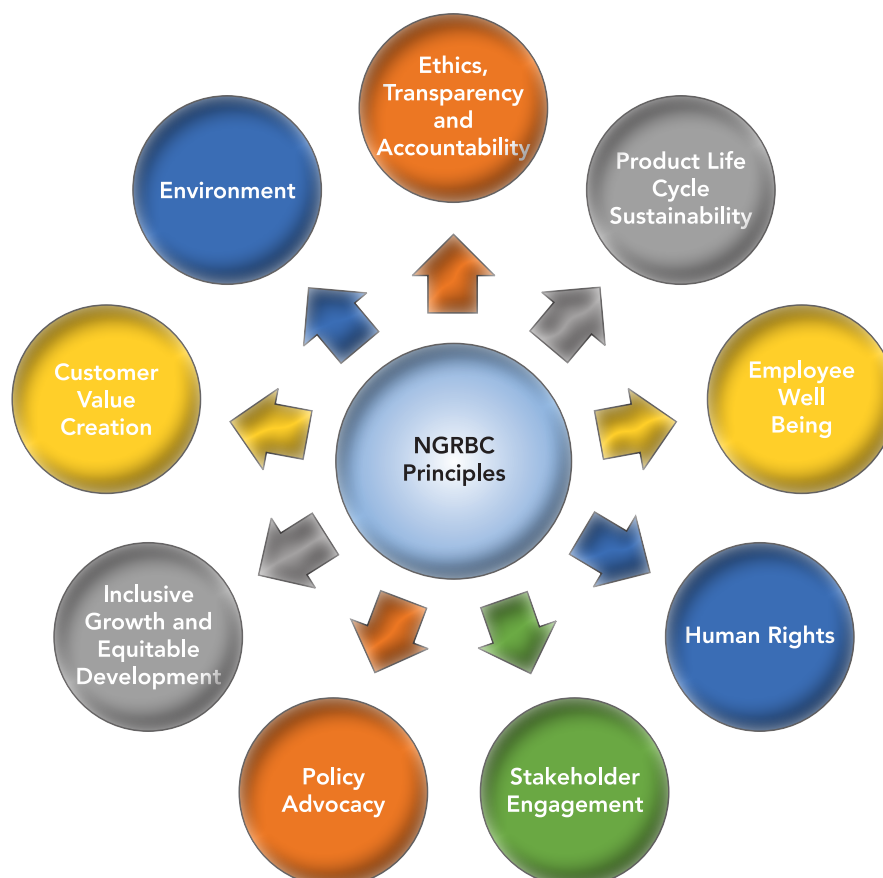 Ethics,
Transparency
and
Accountability
Product Life
Cycle
Sustainability
Employee
Well
Being
Human Rights
Stakeholder
Engagement
Policy
Advocacy
Inclusive
Growth and
Equitable
Development
Customer
Value
Creation
Environment
NGRBC
Principles